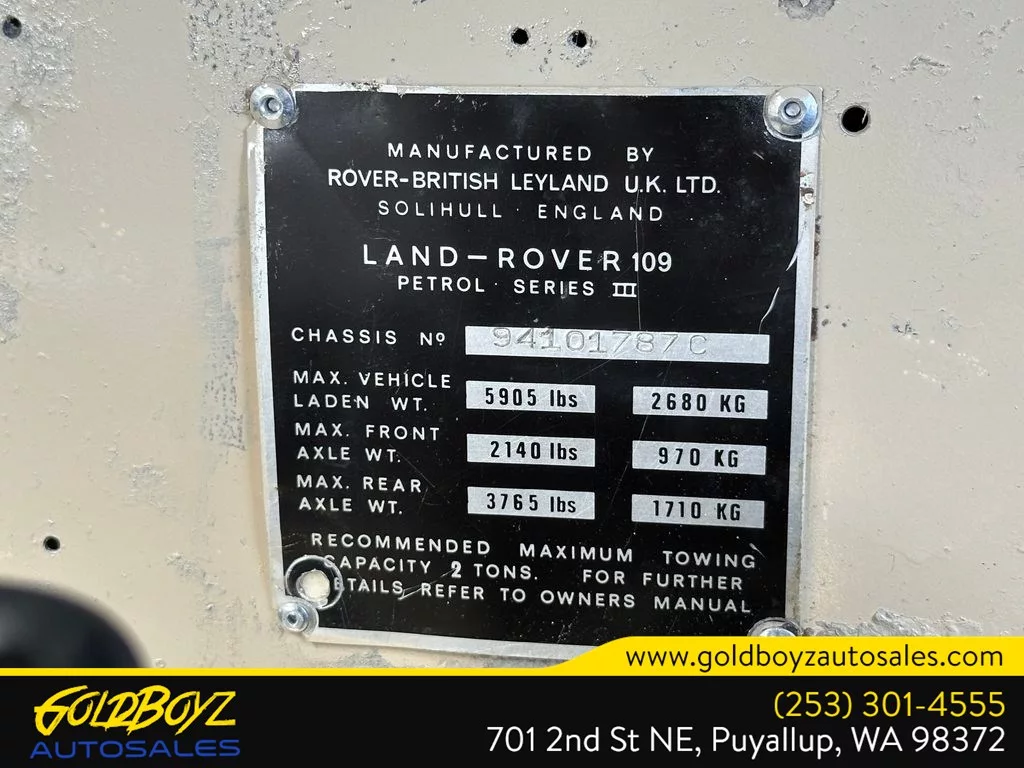 MANUFACTURED BY
ROVER-BRITISH LEYLAND U.K. LTD.
SOLIHULL · ENGLAND
LAND-ROVER 109
PETROL · SERIES III
CHASSIS Nº 94101787C
MAX. VEHICLE
LADEN WT. 5905 lbs 2680 KG
MAX. FRONT
AXLE WT. 2140 lbs 970 KG
MAX. REAR
AXLE WT. 3765 lbs 1710 KG
RECOMMENDED MAXIMUM TOWING
CAPACITY 2 TONS. FOR FURTHER
ETAILS REFER TO OWNERS MANUAL
www.goldboyzautosales.com
GOLDBOYZ
AUTOSALES
(253) 301-4555
701 2nd St NE, Puyallup, WA 98372